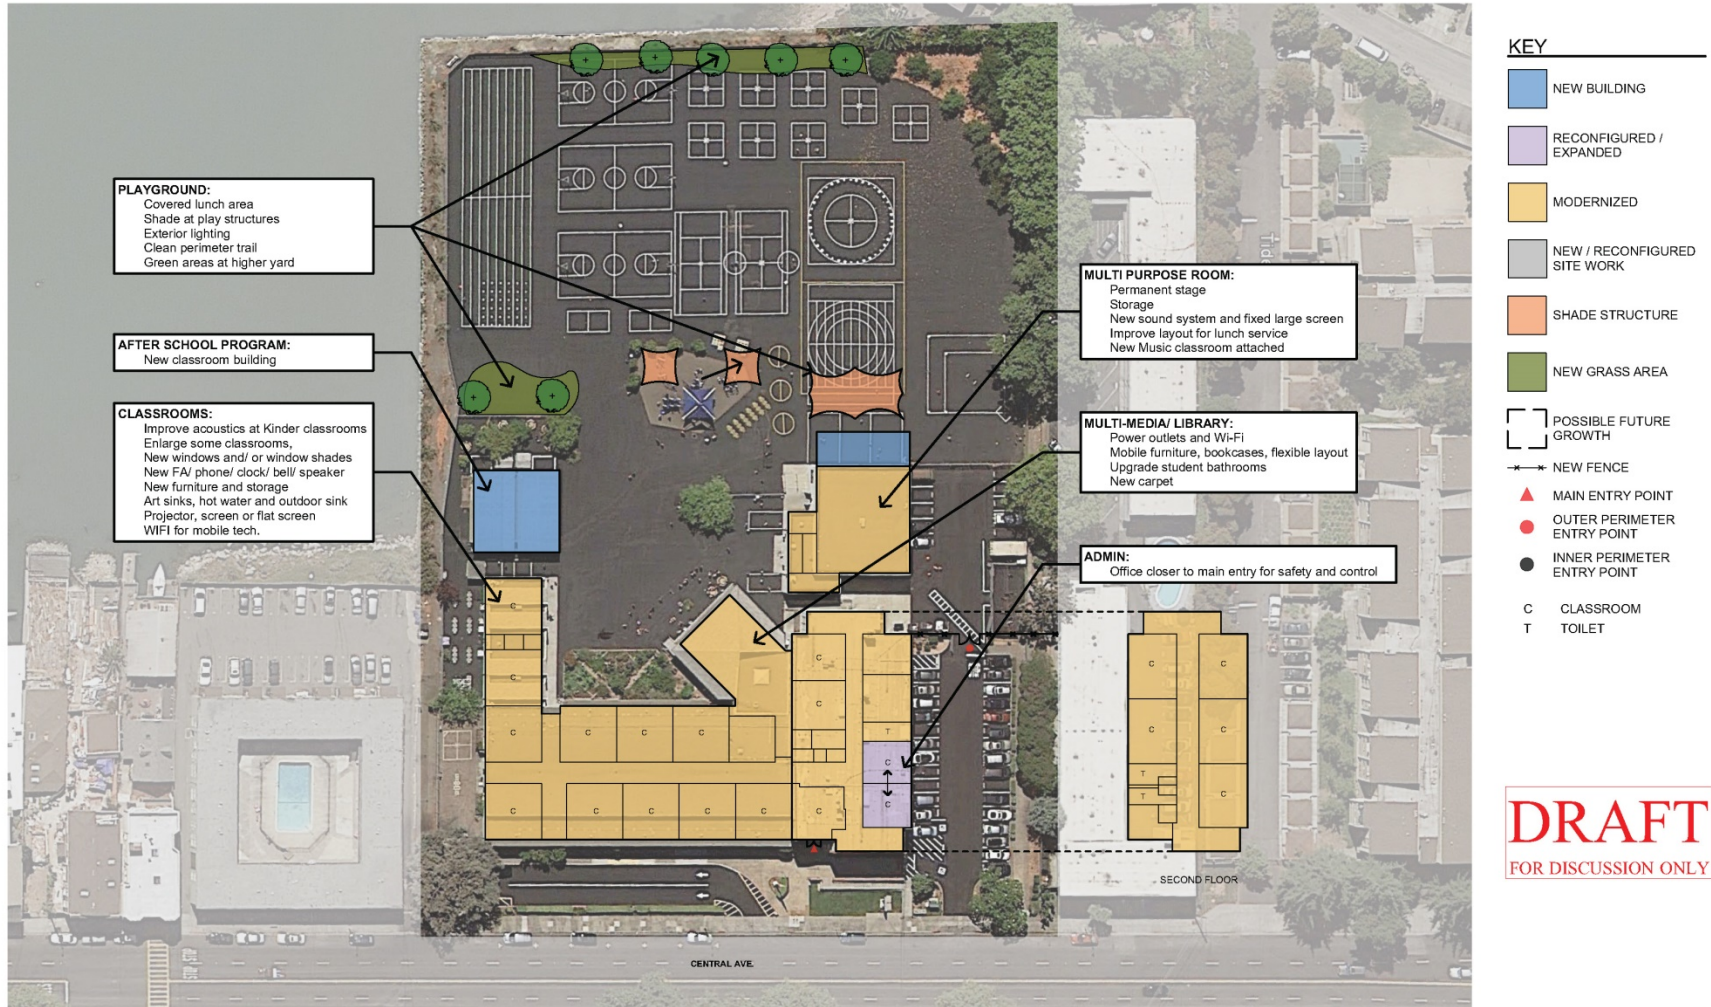 PLAYGROUND:
Covered lunch area
Shade at play structures
Exterior lighting
Clean perimeter trail
Green areas at higher yard
AFTER SCHOOL PROGRAM:
New classroom building
CLASSROOMS:
Improve acoustics at Kinder classrooms
Enlarge some classrooms,
New windows and/ or window shades
New FA/ phone/ clock/ bell/ speaker
New furniture and storage
Art sinks, hot water and outdoor sink
Projector, screen or flat screen
WIFI for mobile tech.
MULTI PURPOSE ROOM:
Permanent stage
Storage
New sound system and fixed large screen
Improve layout for lunch service
New Music classroom attached
MULTI-MEDIA/ LIBRARY:
Power outlets and Wi-Fi
Mobile furniture, bookcases, flexible layout
Upgrade student bathrooms
New carpet
ADMIN:
Office closer to main entry for safety and control
C
C
C C C C
C C C C C
C
C
T
C
C
C
C C
C C
T
T C
SECOND FLOOR
CENTRAL AVE.
STOP STOP
KEY
NEW BUILDING
RECONFIGURED /
EXPANDED
MODERNIZED
NEW / RECONFIGURED
SITE WORK
SHADE STRUCTURE
NEW GRASS AREA
POSSIBLE FUTURE
GROWTH
NEW FENCE
MAIN ENTRY POINT
OUTER PERIMETER
ENTRY POINT
INNER PERIMETER
ENTRY POINT
C CLASSROOM
T TOILET
DRAFT
FOR DISCUSSION ONLY